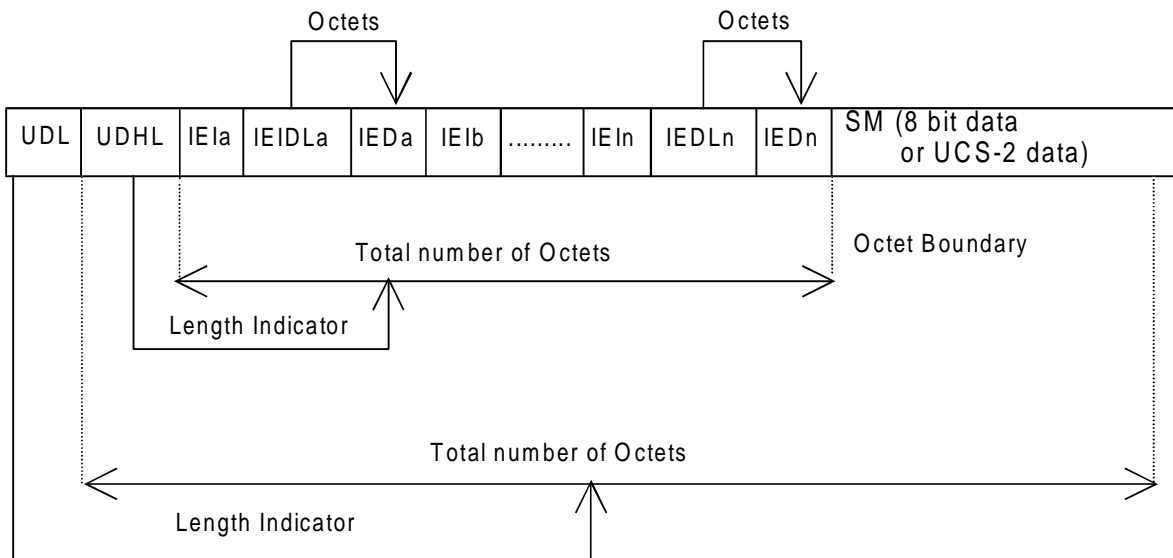 Octets Octets
UDL UDHL IEIa IEIDLa IEDa IEIb ......... IEIn IEDLn IEDn SM (8 bit data
or UCS-2 data)
Total number of Octets Octet Boundary
Length Indicator
Total number of Octets
Length Indicator